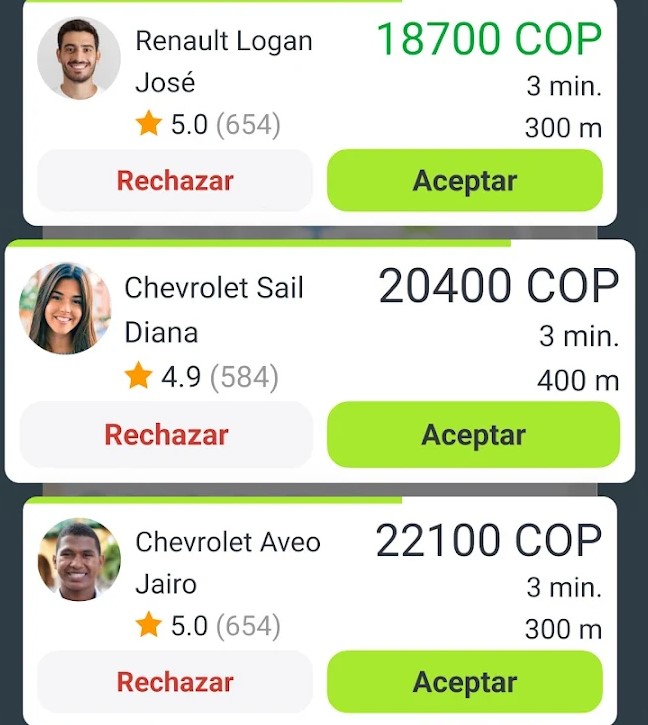 Renault Logan 18700 COP
José 3 min.
5.0 (654) 300 m
Rechazar Aceptar
Chevrolet Sail 20400 COP
Diana 3 min.
4.9 (584) 400 m
Rechazar Aceptar
Chevrolet Aveo 22100 COP
Jairo 3 min.
5.0 (654) 300 m
Rechazar Aceptar